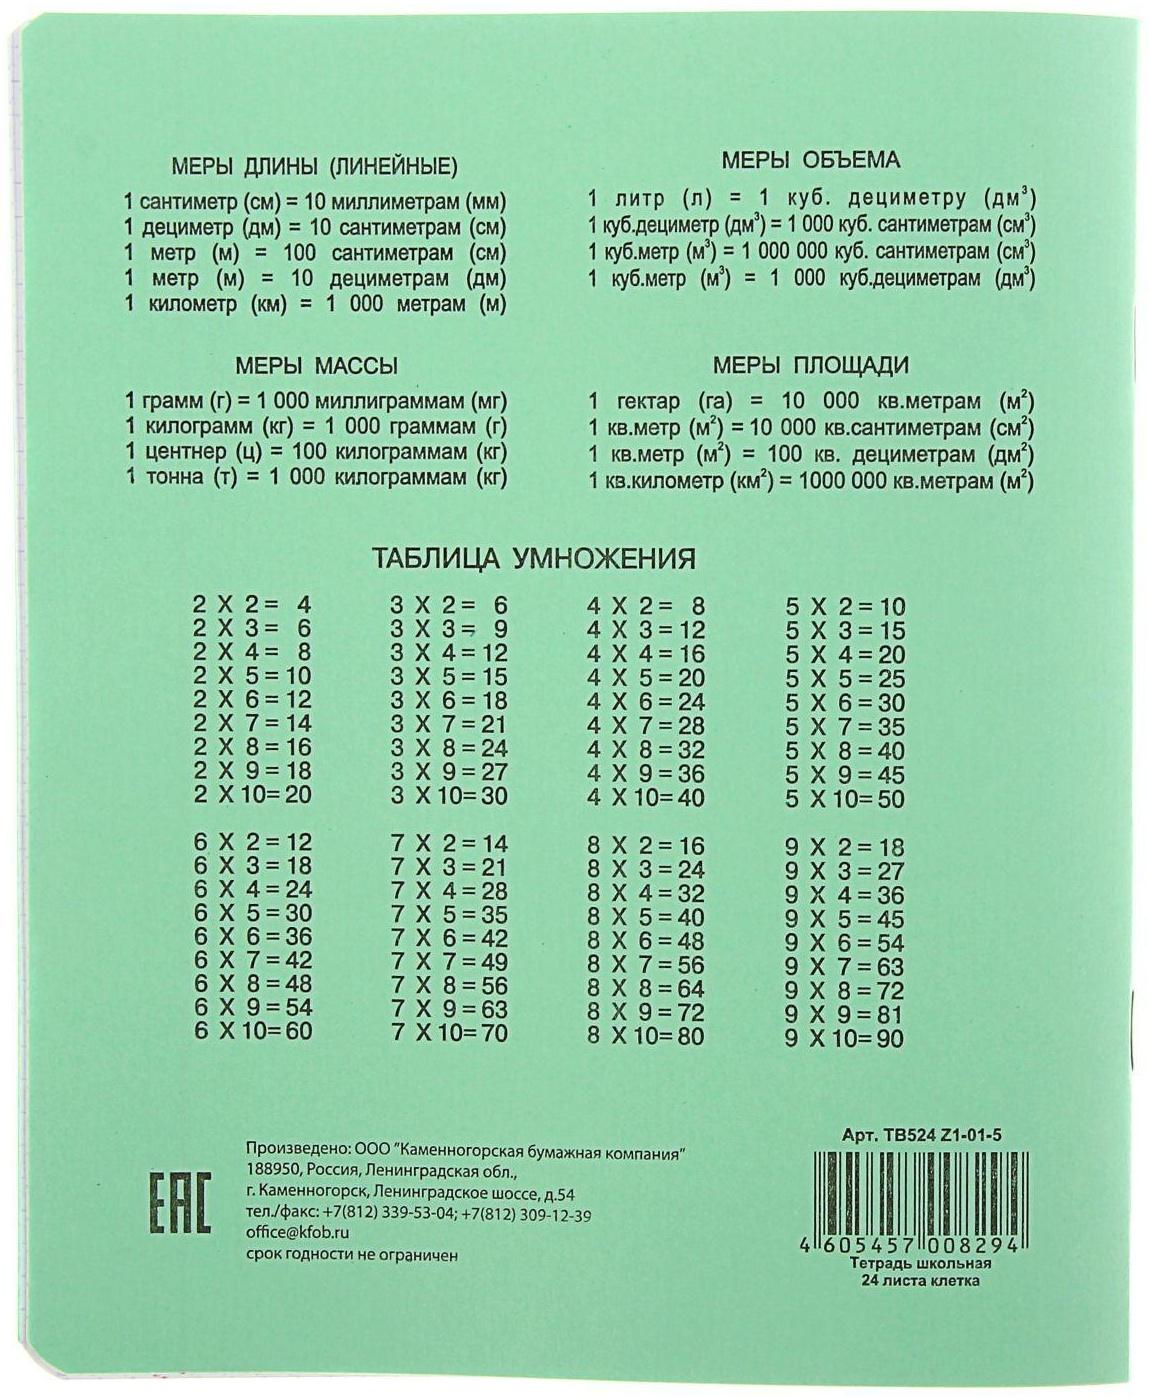 МЕРЫ ДЛИНЫ (ЛИНЕЙНЫЕ)
1 сантиметр (см) = 10 миллиметрам (мм)
1 дециметр (дм) = 10 сантиметрам (см)
1 метр (м) = 100 сантиметрам (см)
1 метр (м) = 10 дециметрам (дм)
1 километр (км) = 1 000 метрам (м)
МЕРЫ ОБЪЕМА
1 литр (л) = 1 куб. дециметру (дм³)
1 куб.дециметр (дм³) = 1 000 куб. сантиметрам (см³)
1 куб.метр (м³) = 1 000 000 куб. сантиметрам (см³)
1 куб.метр (м³) = 1 000 куб.дециметрам (дм³)
МЕРЫ МАССЫ
1 грамм (г) = 1 000 миллиграммам (мг)
1 килограмм (кг) = 1 000 граммам (г)
1 центнер (ц) = 100 килограммам (кг)
1 тонна (т) = 1 000 килограммам (кг)
МЕРЫ ПЛОЩАДИ
1 гектар (га) = 10 000 кв.метрам (м²)
1 кв.метр (м²) = 10 000 кв.сантиметрам (см²)
1 кв.метр (м²) = 100 кв. дециметрам (дм²)
1 кв.километр (км²) = 1000 000 кв.метрам (м²)
ТАБЛИЦА УМНОЖЕНИЯ
2 X 2 = 4
2 X 3 = 6
2 X 4 = 8
2 X 5 = 10
2 X 6 = 12
2 X 7 = 14
2 X 8 = 16
2 X 9 = 18
2 X 10 = 20
3 X 2 = 6
3 X 3 = 9
3 X 4 = 12
3 X 5 = 15
3 X 6 = 18
3 X 7 = 21
3 X 8 = 24
3 X 9 = 27
3 X 10 = 30
4 X 2 = 8
4 X 3 = 12
4 X 4 = 16
4 X 5 = 20
4 X 6 = 24
4 X 7 = 28
4 X 8 = 32
4 X 9 = 36
4 X 10 = 40
5 X 2 = 10
5 X 3 = 15
5 X 4 = 20
5 X 5 = 25
5 X 6 = 30
5 X 7 = 35
5 X 8 = 40
5 X 9 = 45
5 X 10 = 50
6 X 2 = 12
6 X 3 = 18
6 X 4 = 24
6 X 5 = 30
6 X 6 = 36
6 X 7 = 42
6 X 8 = 48
6 X 9 = 54
6 X 10 = 60
7 X 2 = 14
7 X 3 = 21
7 X 4 = 28
7 X 5 = 35
7 X 6 = 42
7 X 7 = 49
7 X 8 = 56
7 X 9 = 63
7 X 10 = 70
8 X 2 = 16
8 X 3 = 24
8 X 4 = 32
8 X 5 = 40
8 X 6 = 48
8 X 7 = 56
8 X 8 = 64
8 X 9 = 72
8 X 10 = 80
9 X 2 = 18
9 X 3 = 27
9 X 4 = 36
9 X 5 = 45
9 X 6 = 54
9 X 7 = 63
9 X 8 = 72
9 X 9 = 81
9 X 10 = 90
EAC
Произведено: ООО "Каменногорская бумажная компания"
188950, Россия, Ленинградская обл.,
г. Каменногорск, Ленинградское шоссе, д.54
тел./факс: +7(812) 339-53-04; +7(812) 309-12-39
office@kfob.ru
срок годности не ограничен
Арт. ТВ524 Z1-01-5
4 605457 008294
Тетрадь школьная
24 листа клетка